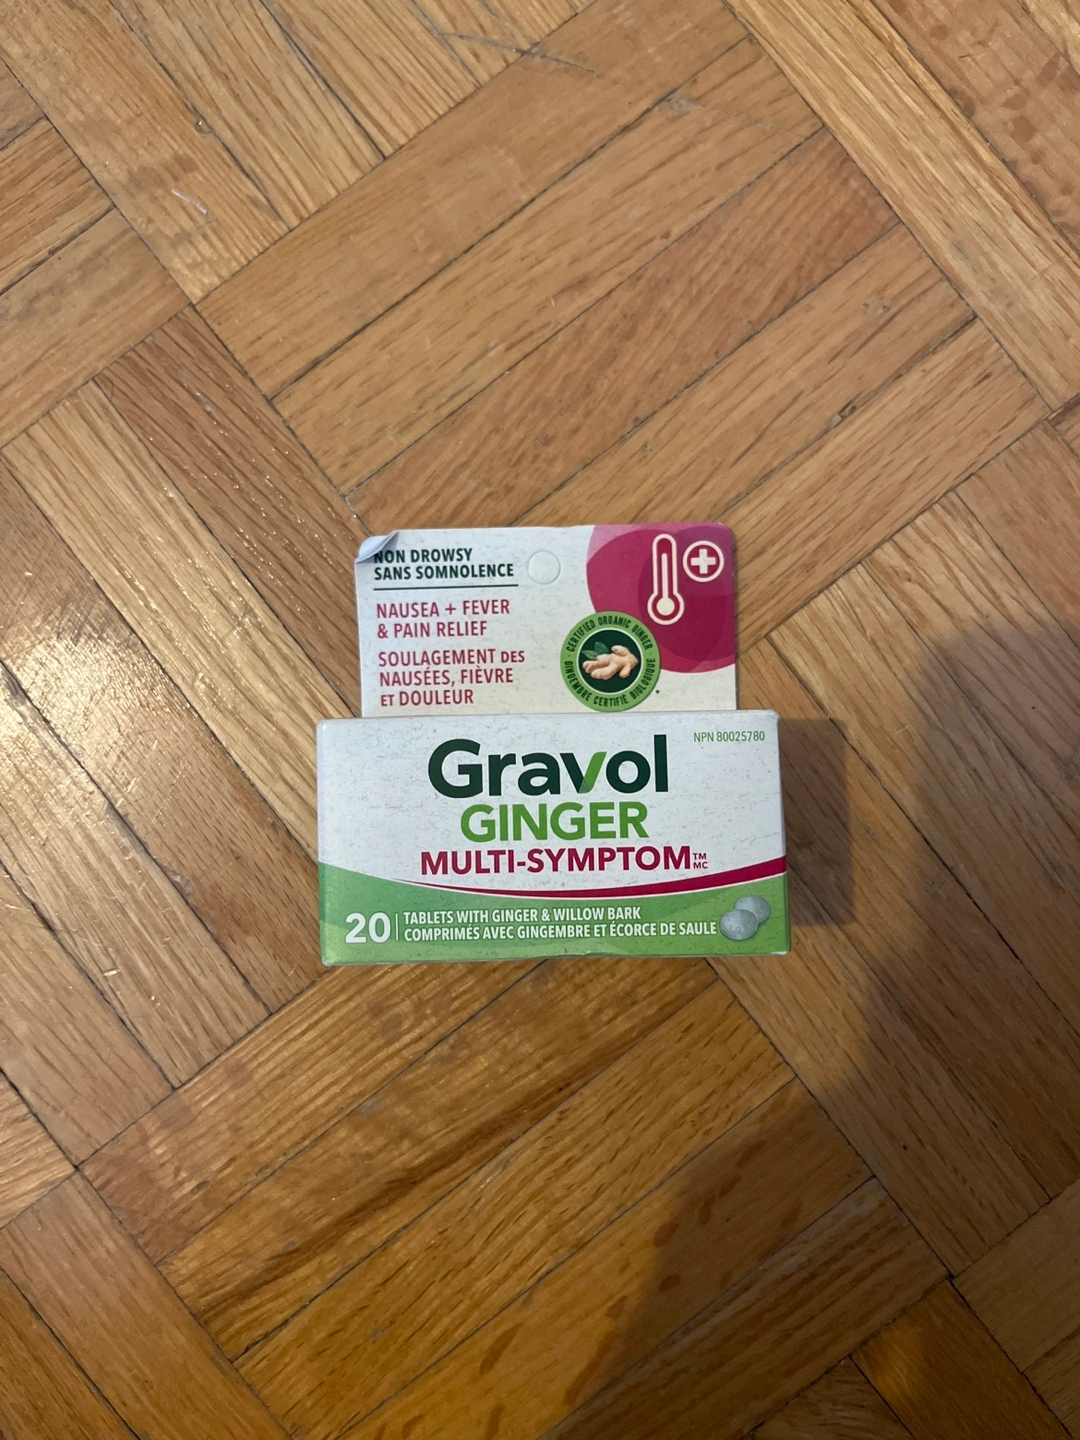 NON DROWSY
SANS SOMNOLENCE
NAUSEA + FEVER
& PAIN RELIEF
SOULAGEMENT DES
NAUSÉES, FIÈVRE
ET DOULEUR
CERTIFIED ORGANIC GINGER
GINGEMBRE CERTIFIÉ BIOLOGIQUE
NPN 80025780
Gravol
GINGER
MULTI-SYMPTOM™ MC
20
TABLETS WITH GINGER & WILLOW BARK
COMPRIMÉS AVEC GINGEMBRE ET ÉCORCE DE SAULE